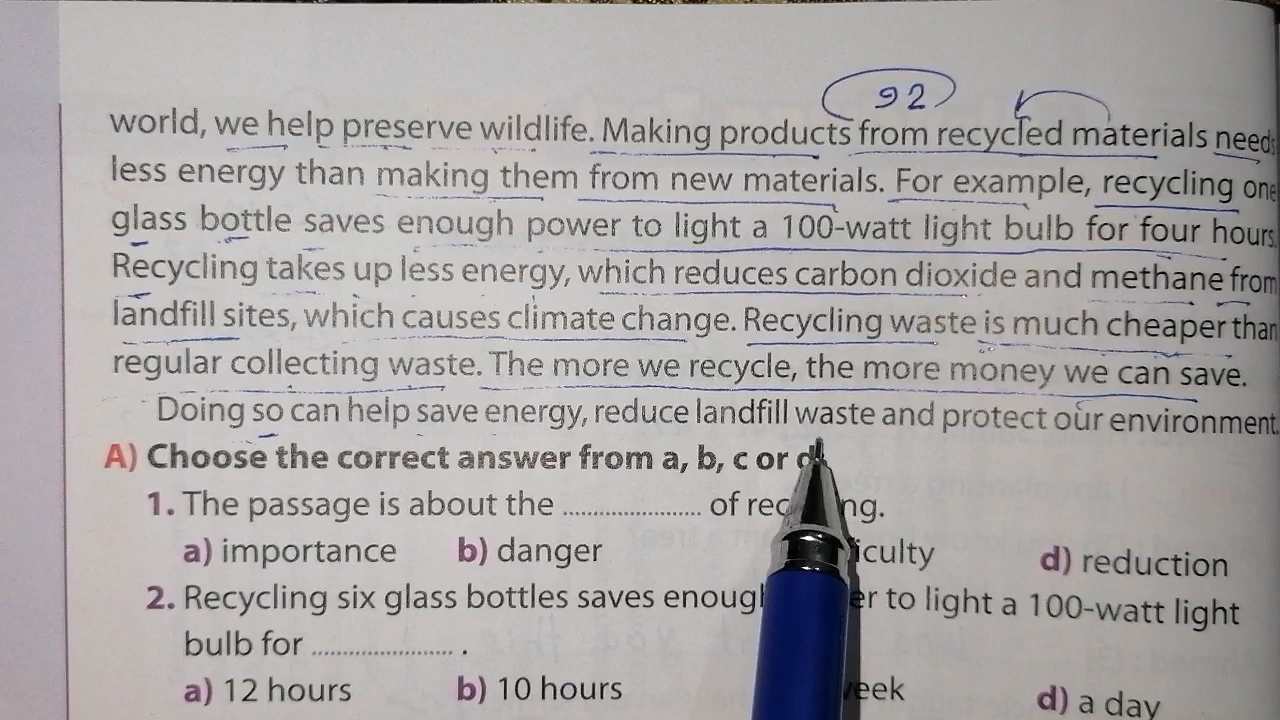 92
world, we help preserve wildlife. Making products from recycled materials needs
less energy than making them from new materials. For example, recycling one
glass bottle saves enough power to light a 100-watt light bulb for four hours.
Recycling takes up less energy, which reduces carbon dioxide and methane from
landfill sites, which causes climate change. Recycling waste is much cheaper than
regular collecting waste. The more we recycle, the more money we can save.
Doing so can help save energy, reduce landfill waste and protect our environment.
A) Choose the correct answer from a, b, c or d
1. The passage is about the ...................... of recycling.
a) importance b) danger d) reduction
2. Recycling six glass bottles saves enough to light a 100-watt light
bulb for ...................... .
a) 12 hours b) 10 hours week d) a day